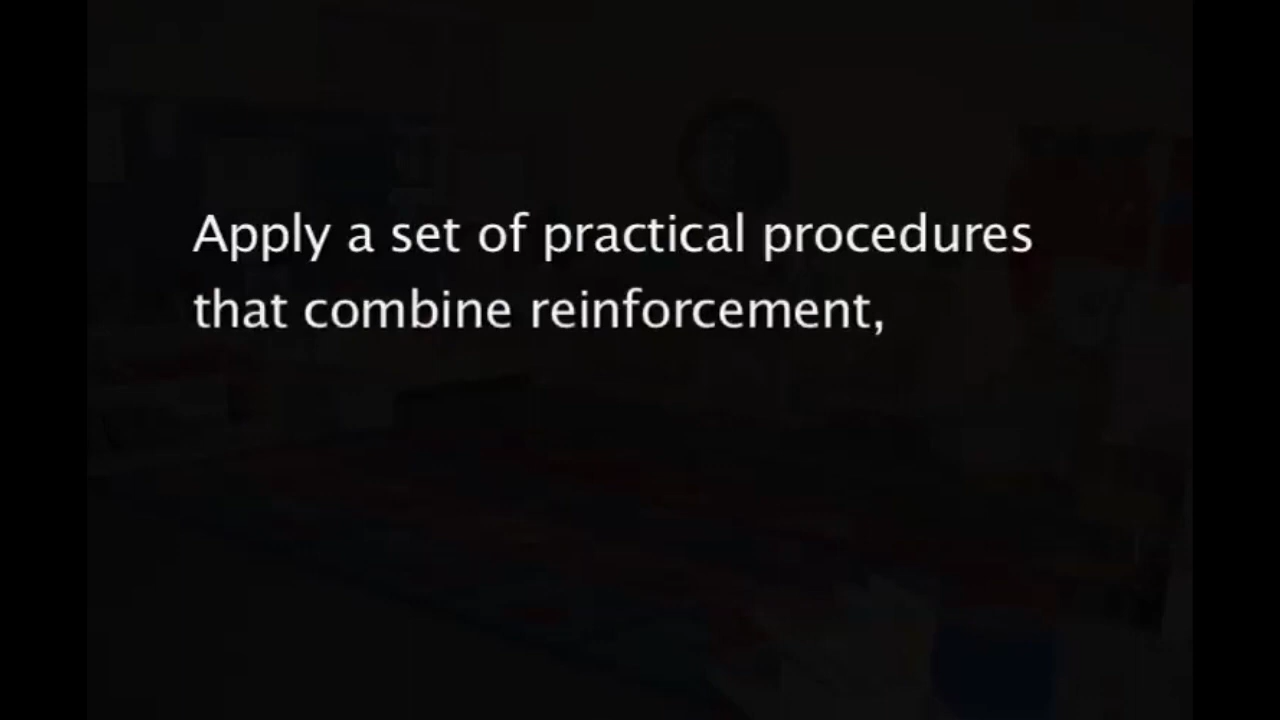 Apply a set of practical procedures
that combine reinforcement,